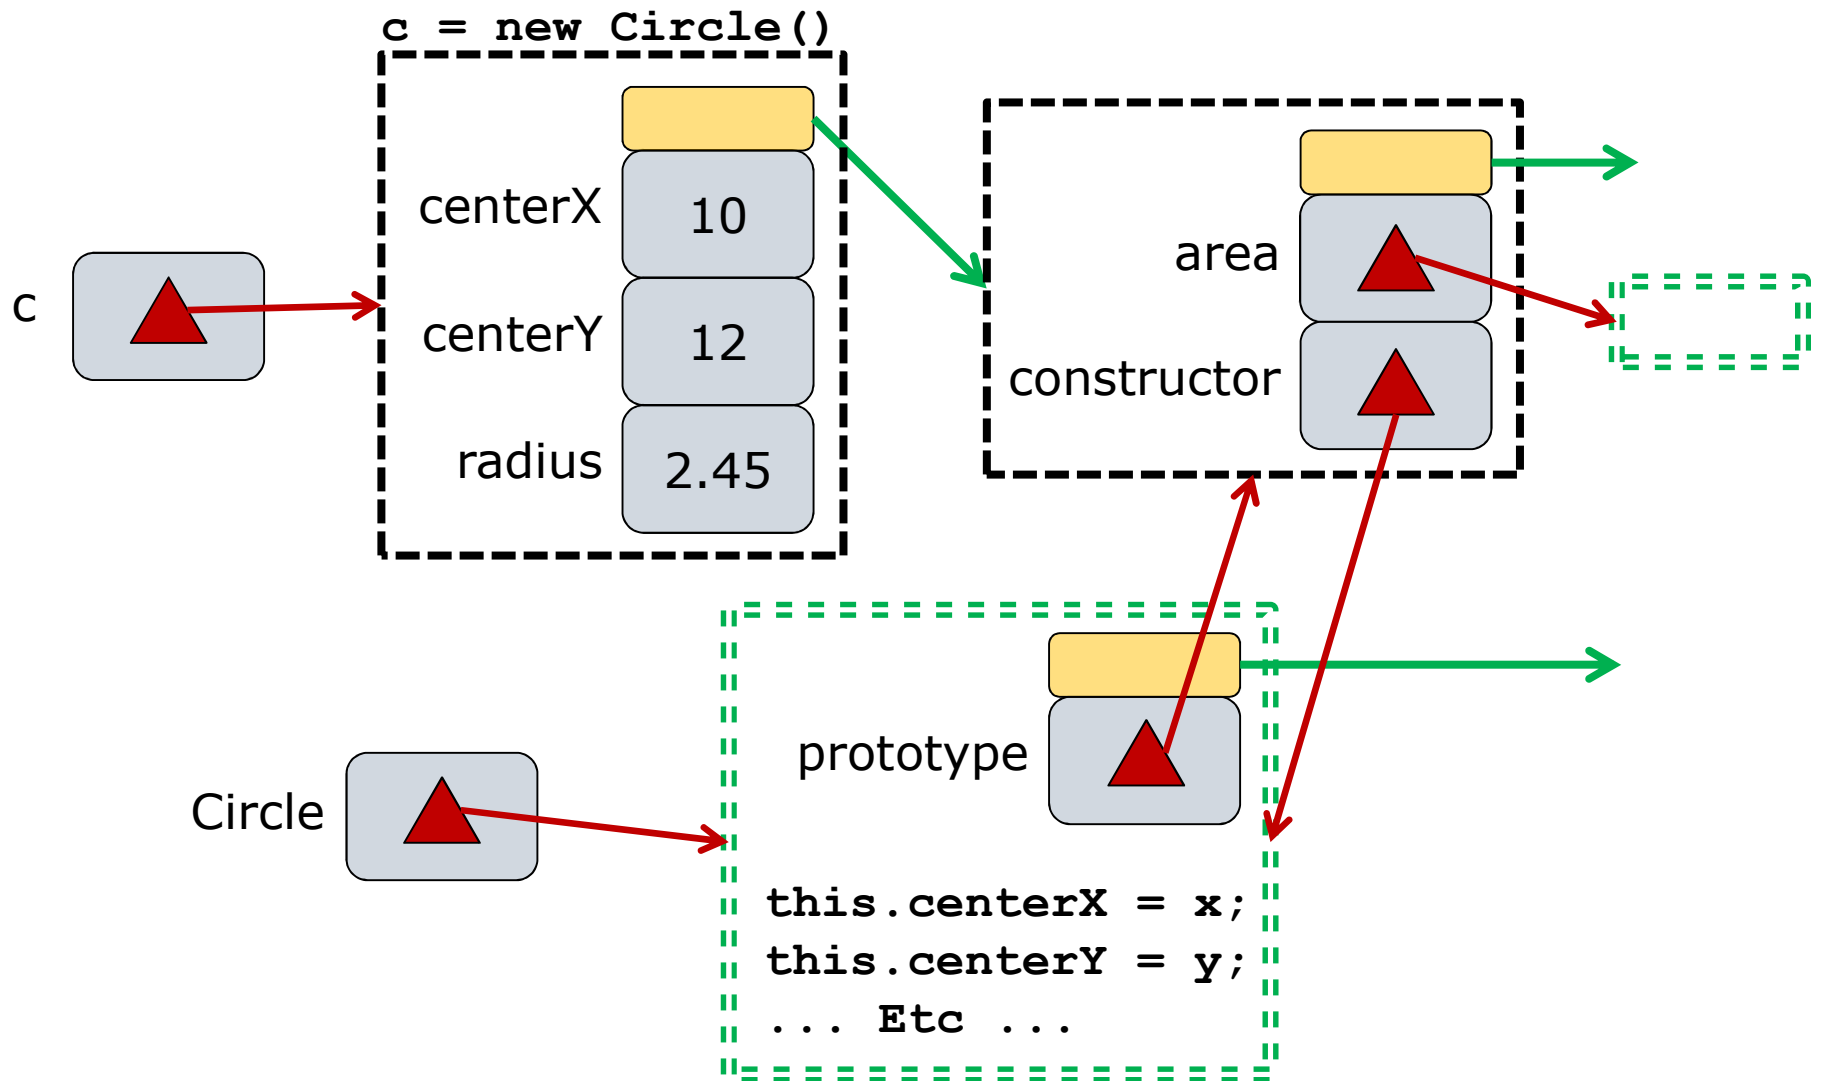 c = new Circle()
centerX
10
centerY
12
radius
2.45
c
area
constructor
prototype
Circle
this.centerX = x;
this.centerY = y;
... Etc ...